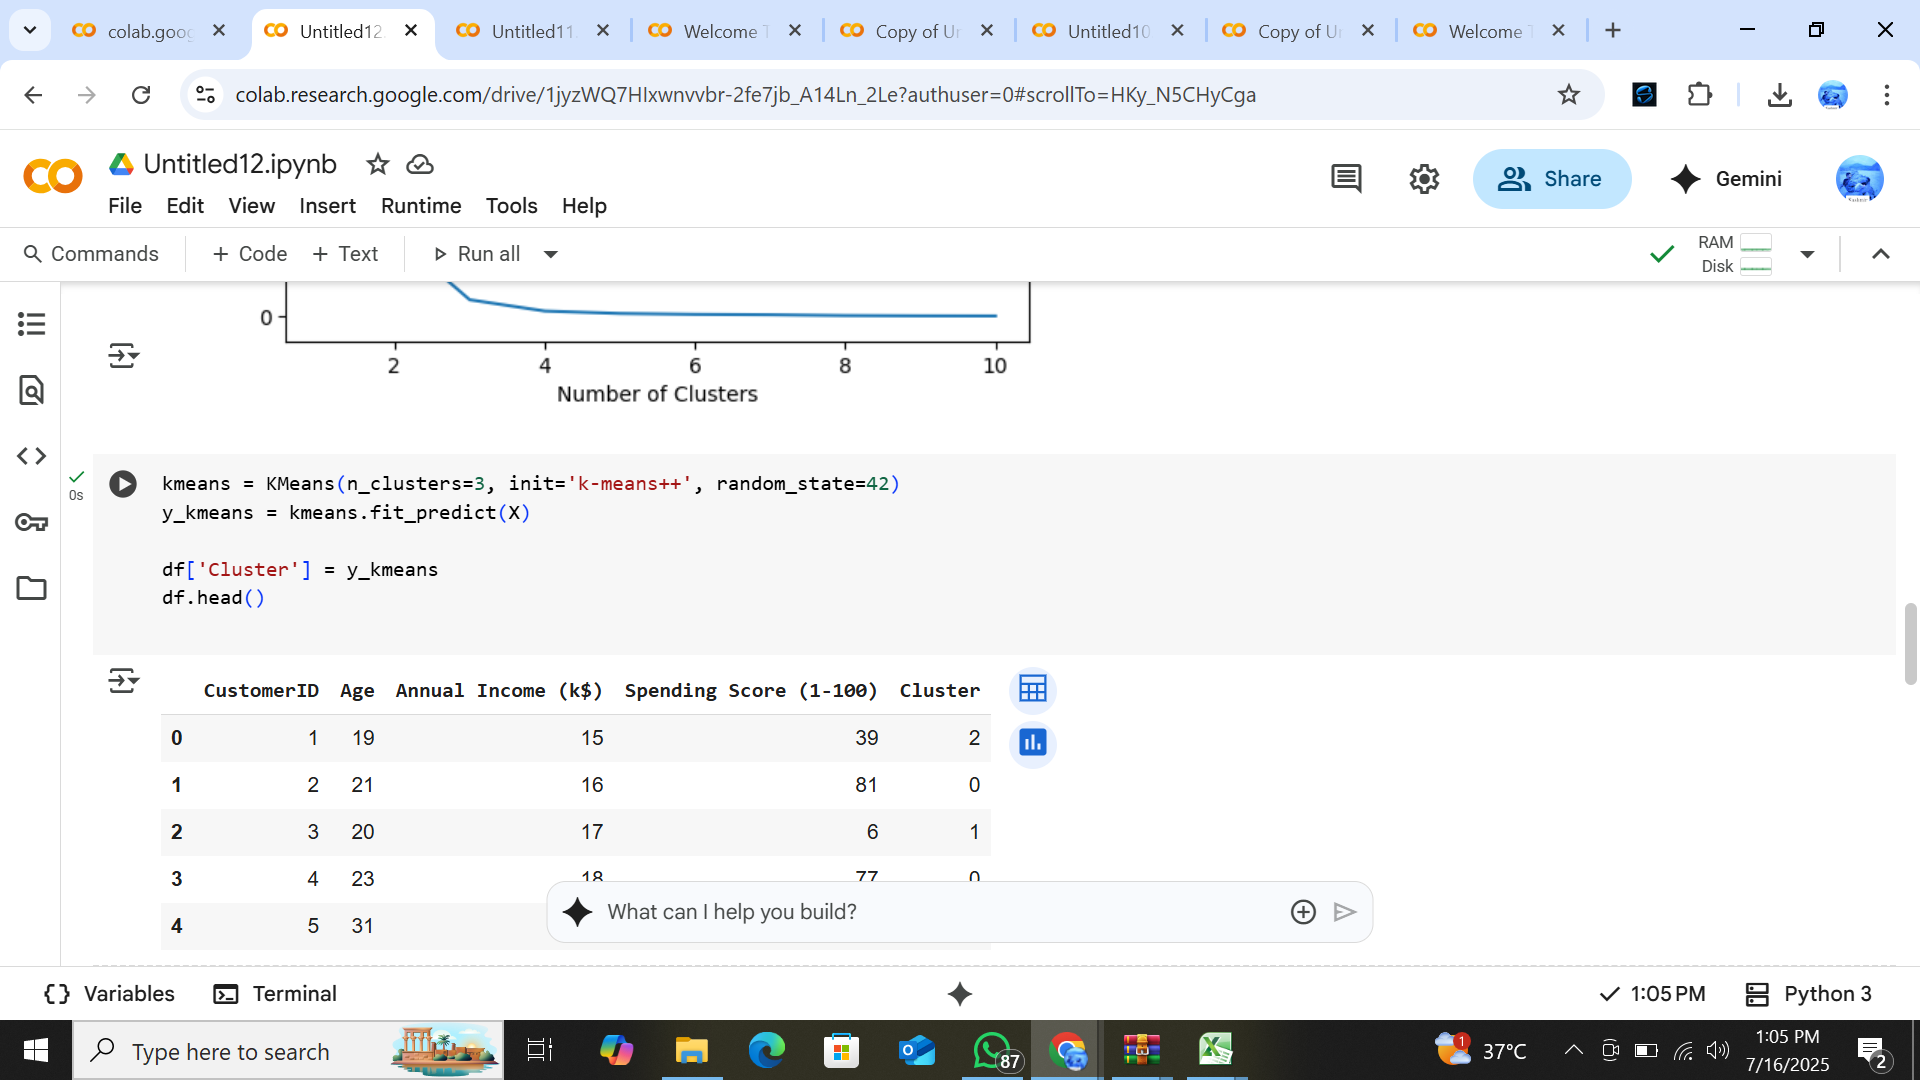 colab.goog
Untitled12.
Untitled11.
Welcome T
Copy of Un
Untitled10
Copy of Un
Welcome T
colab.research.google.com/drive/1jyzWQ7HIxwnvvbr-2fe7jb_A14Ln_2Le?authuser=0#scrollTo=HKy_N5CHyCga
Untitled12.ipynb
File Edit View Insert Runtime Tools Help
Share
Gemini
Commands + Code + Text Run all
RAM
Disk
0
2 4 6 8 10
Number of Clusters
0s
kmeans = KMeans(n_clusters=3, init='k-means++', random_state=42)
y_kmeans = kmeans.fit_predict(X)
df['Cluster'] = y_kmeans
df.head()
CustomerID Age Annual Income (k$) Spending Score (1-100) Cluster
0 1 19 15 39 2
1 2 21 16 81 0
2 3 20 17 6 1
3 4 23 18 77 0
4 5 31
What can I help you build?
Variables Terminal
1:05 PM Python 3
Type here to search
87
1
37°C
1:05 PM
7/16/2025
2